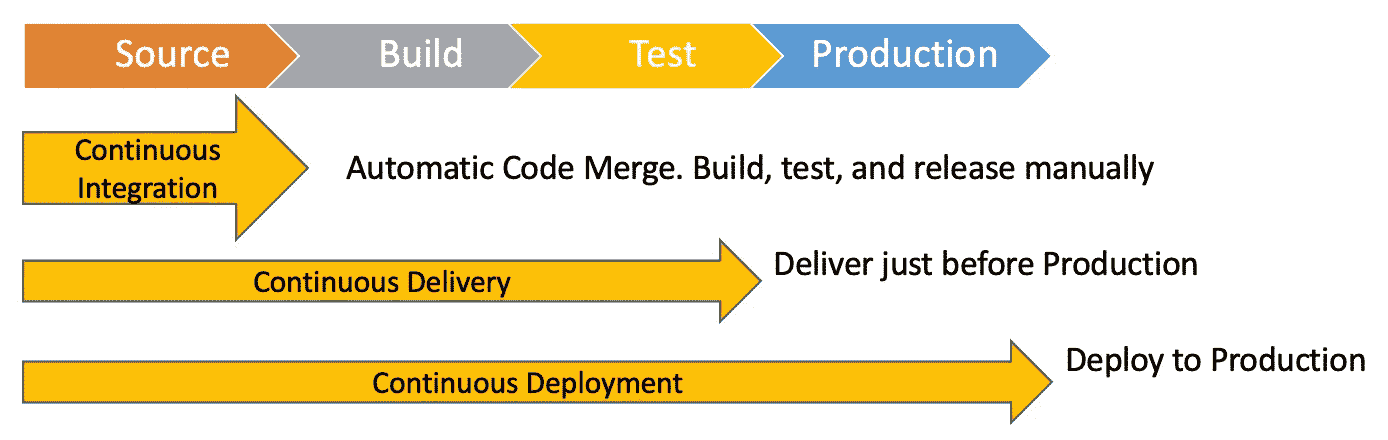 Source
Build
Test
Production
Continuous
Integration
Automatic Code Merge. Build, test, and release manually
Continuous Delivery
Deliver just before Production
Continuous Deployment
Deploy to Production